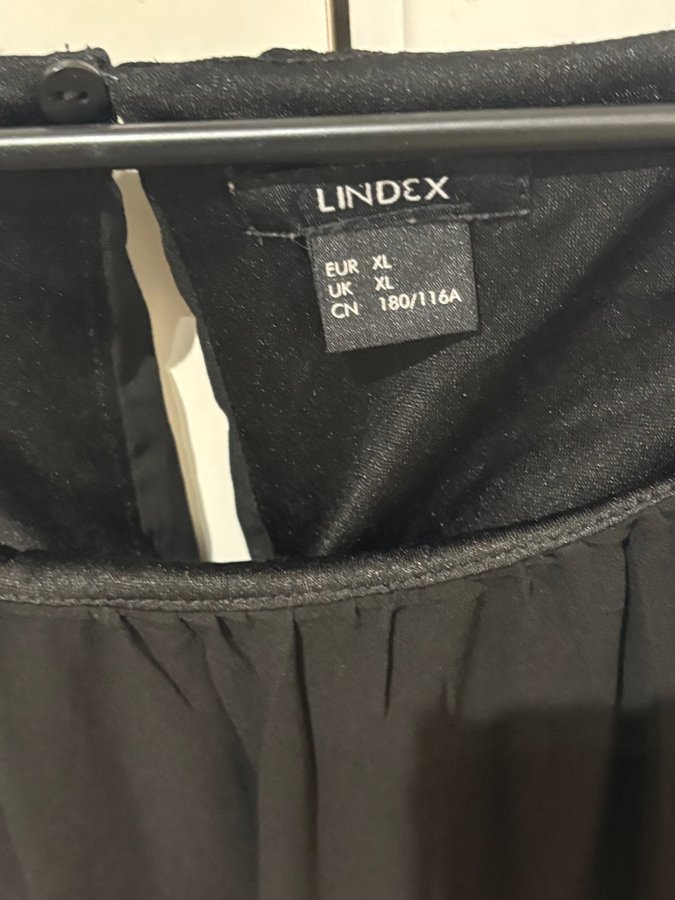 LINDEX
EUR XL
UK XL
CN 180/116A